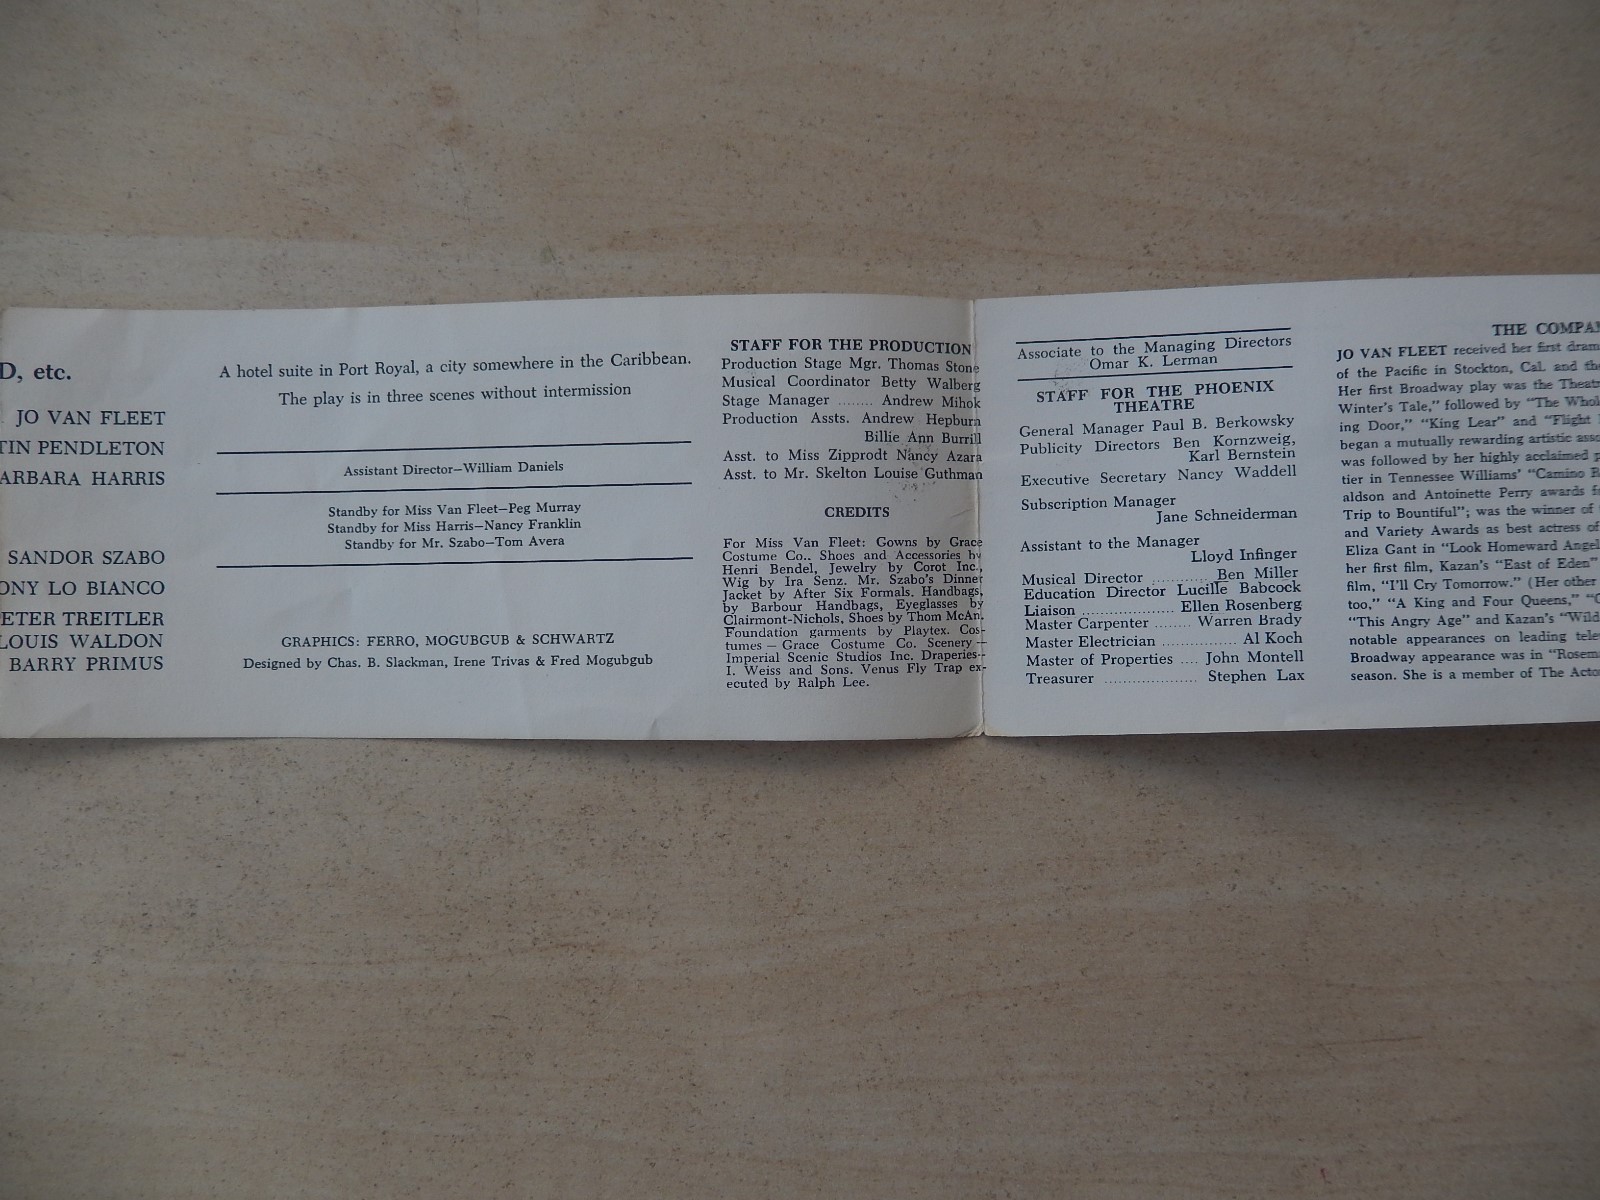 D, etc.
JO VAN FLEET
TIN PENDLETON
ARBARA HARRIS
SANDOR SZABO
ONY LO BIANCO
ETER TREITLER
LOUIS WALDON
BARRY PRIMUS
A hotel suite in Port Royal, a city somewhere in the Caribbean.
The play is in three scenes without intermission
Assistant Director—William Daniels
Standby for Miss Van Fleet—Peg Murray
Standby for Miss Harris—Nancy Franklin
Standby for Mr. Szabo—Tom Avera
GRAPHICS: FERRO, MOGUBGUB & SCHWARTZ
Designed by Chas. B. Slackman, Irene Trivas & Fred Mogubgub
STAFF FOR THE PRODUCTION
Production Stage Mgr. Thomas Stone
Musical Coordinator Betty Walberg
Stage Manager ........ Andrew Mihok
Production Assts. Andrew Hepburn
Billie Ann Burrill
Asst. to Miss Zipprodt Nancy Azara
Asst. to Mr. Skelton Louise Guthman
CREDITS
For Miss Van Fleet: Gowns by Grace
Costume Co.. Shoes and Accessories by
Henri Bendel, Jewelry by Corot Inc.,
Wig by Ira Senz. Mr. Szabo's Dinner
Jacket by After Six Formals. Handbags,
by Barbour Handbags, Eyeglasses by
Clairmont-Nichols, Shoes by Thom McAn.
Foundation garments by Playtex. Cos-
tumes — Grace Costume Co. Scenery —
Imperial Scenic Studios Inc. Draperies—
I. Weiss and Sons. Venus Fly Trap ex-
ecuted by Ralph Lee.
Associate to the Managing Directors
Omar K. Lerman
STAFF FOR THE PHOENIX
THEATRE
General Manager Paul B. Berkowsky
Publicity Directors Ben Kornzweig,
Karl Bernstein
Executive Secretary Nancy Waddell
Subscription Manager
Jane Schneiderman
Assistant to the Manager
Lloyd Infinger
Musical Director ............ Ben Miller
Education Director Lucille Babcock
Liaison .................... Ellen Rosenberg
Master Carpenter ........ Warren Brady
Master Electrician ............... Al Koch
Master of Properties .... John Montell
Treasurer .................... Stephen Lax
THE COMPA
JO VAN FLEET received her first dram
of the Pacific in Stockton, Cal. and the
Her first Broadway play was the Theatr
Winter's Tale," followed by "The Whol
ing Door," "King Lear" and "Flight
began a mutually rewarding artistic asso
was followed by her highly acclaimed p
tier in Tennessee Williams' "Camino R
aldson and Antoinette Perry awards f
Trip to Bountiful"; was the winner of
and Variety Awards as best actress of
Eliza Gant in "Look Homeward Angel
her first film, Kazan's "East of Eden"
film, "I'll Cry Tomorrow." (Her other
too," "A King and Four Queens,"
"This Angry Age" and Kazan's "Wild
notable appearances on leading tele
Broadway appearance was in "Rosem
season. She is a member of The Acto